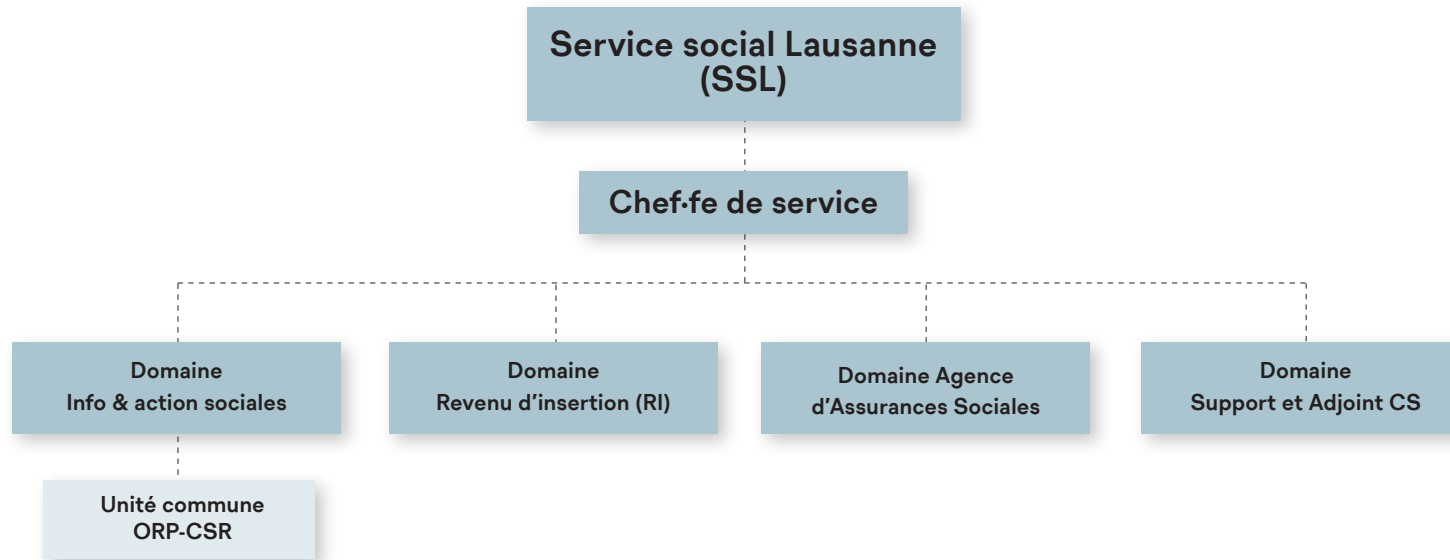 Service social Lausanne
(SSL)
Chef·fe de service
Domaine
Info & action sociales
Domaine
Revenu d’insertion (RI)
Domaine Agence
d’Assurances Sociales
Domaine
Support et Adjoint CS
Unité commune
ORP-CSR